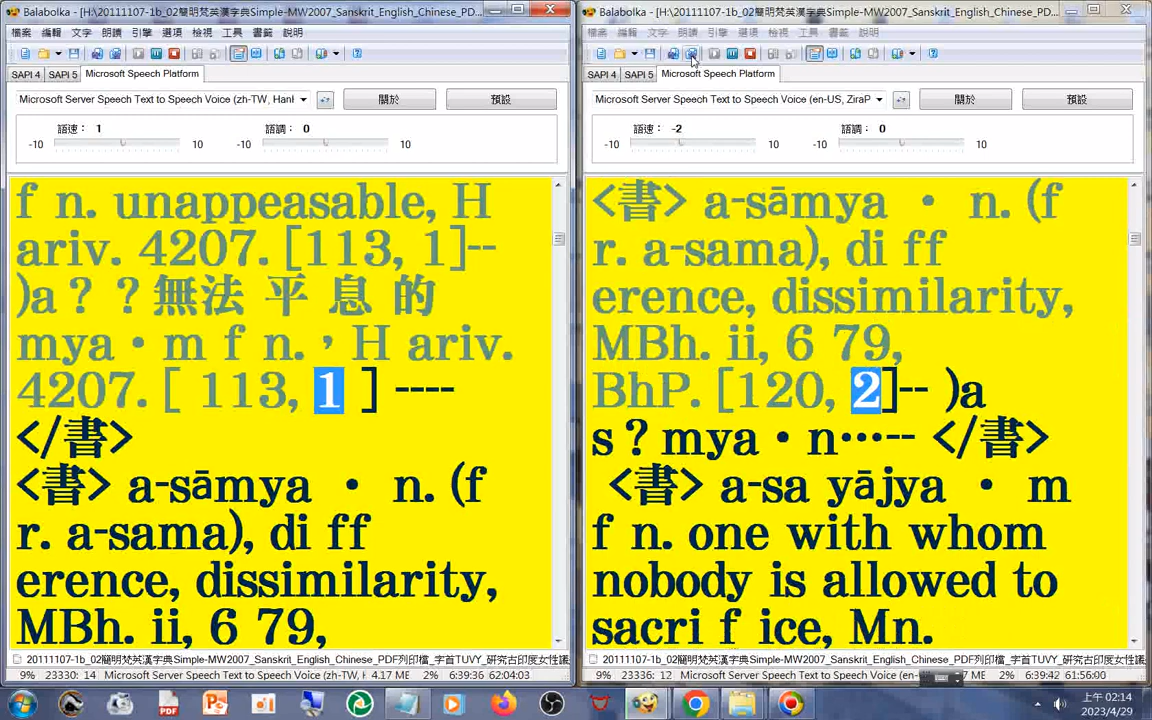 Balabolka - [H:\20111107-1b_02簡明梵英漢字典Simple-MW2007_Sanskrit_English_Chinese_PD...
檔案 編輯 文字 朗讀 引擎 選項 檢視 工具 書籤 說明
SAPI 4 SAPI 5 Microsoft Speech Platform
Microsoft Server Speech Text to Speech Voice (zh-TW, Hanl
關於 預設
語速: 1 語調: 0
-10 10 -10 10
f n. unappeasable, H
ariv. 4207. [113, 1]--
)a？？無法 平 息 的
mya・m f n.，H ariv.
4207. [ 113, 1 ] ----
</書>
<書> a-sāmya ・ n. (f
r. a-sama), di ff
erence, dissimilarity,
MBh. ii, 6 79,
20111107-1b_02簡明梵英漢字典Simple-MW2007_Sanskrit_English_Chinese_PDF列印檔_字首TUVY_研究古印度女性議
9% 23330: 14 Microsoft Server Speech Text to Speech Voice (zh-TW, 4.17 ME 2% 6:39:36 62:04:03
Balabolka - [H:\20111107-1b_02簡明梵英漢字典Simple-MW2007_Sanskrit_English_Chinese_PDF...
檔案 編輯 文字 朗讀 引擎 選項 檢視 工具 書籤 說明
SAPI 4 SAPI 5 Microsoft Speech Platform
Microsoft Server Speech Text to Speech Voice (en-US, ZiraP
關於 預設
語速: -2 語調: 0
-10 10 -10 10
<書> a-sāmya ・ n. (f
r. a-sama), di ff
erence, dissimilarity,
MBh. ii, 6 79,
BhP. [120, 2]-- )a
s？mya・n…-- </書>
<書> a-sa yājya ・ m
f n. one with whom
nobody is allowed to
sacri f ice, Mn.
20111107-1b_02簡明梵英漢字典Simple-MW2007_Sanskrit_English_Chinese_PDF列印檔_字首TUVY_研究古印度女性議
9% 23336: 12 Microsoft Server Speech Text to Speech Voice (en-US, 4.17 MB 2% 6:39:42 61:56:00
上午 02:14
2023/4/29